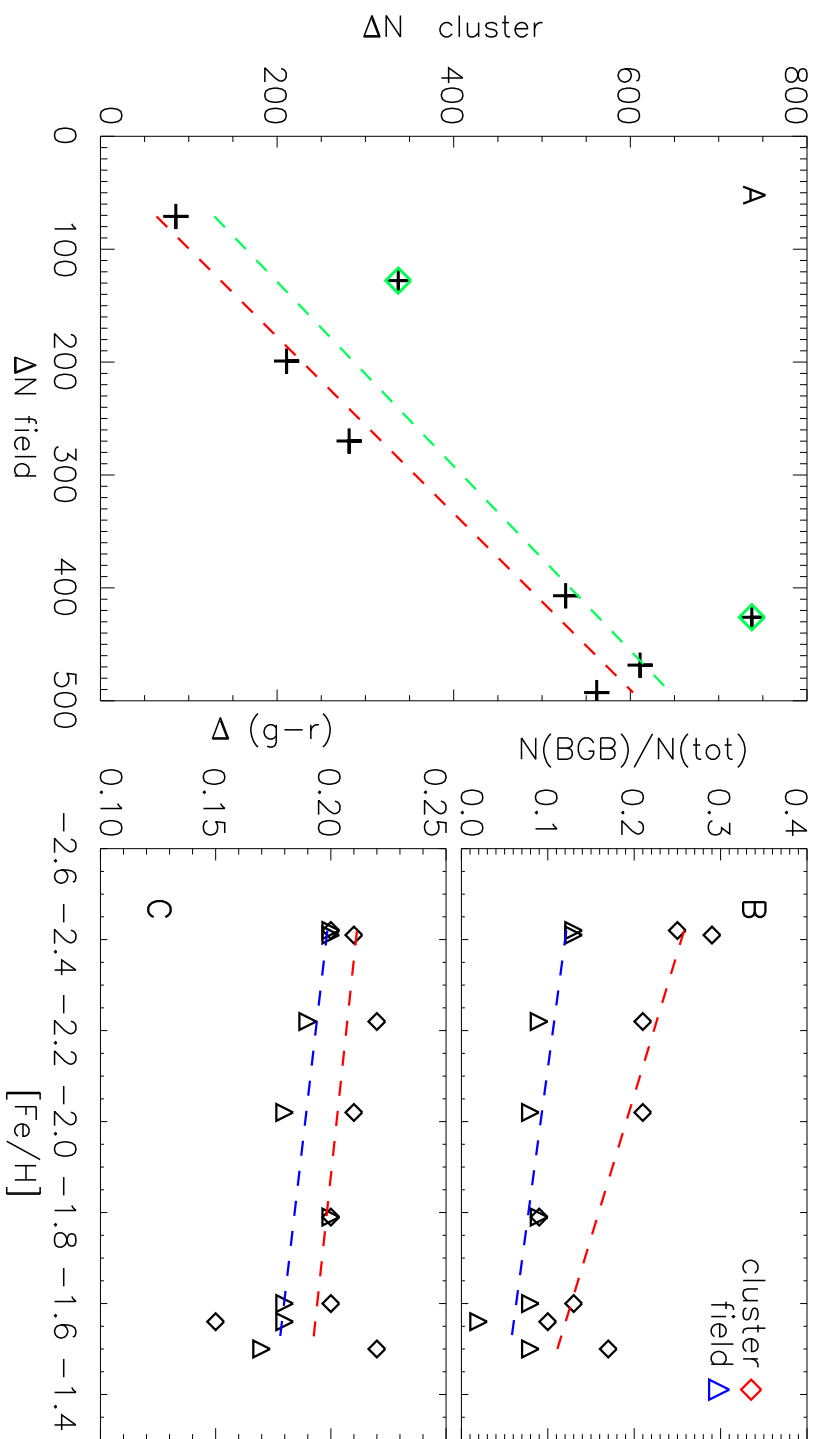 A
ΔN cluster
800
600
400
200
0
0 100 200 300 400 500
ΔN field
B
cluster
field
N(BGB)/N(tot)
0.4
0.3
0.2
0.1
0.0
C
Δ (g−r)
0.25
0.20
0.15
0.10
−2.6 −2.4 −2.2 −2.0 −1.8 −1.6 −1.4
[Fe/H]